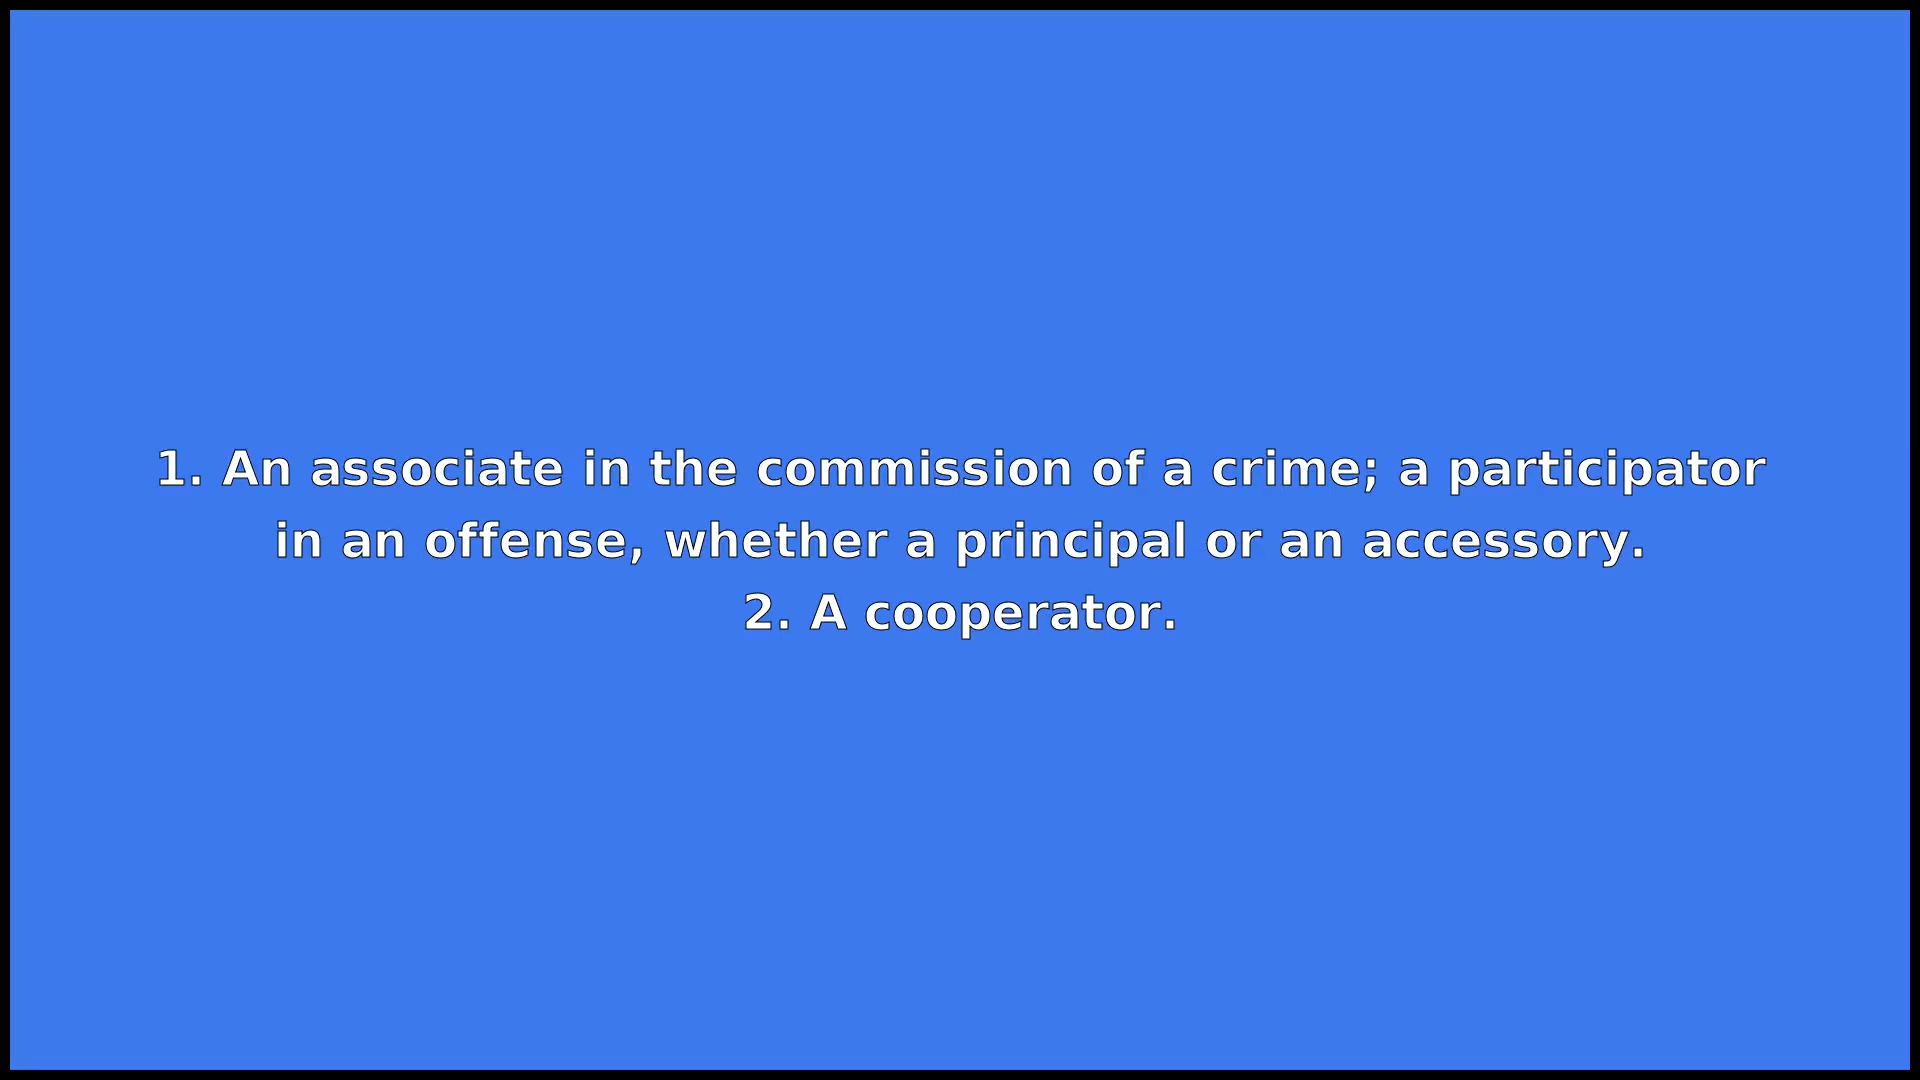 1. An associate in the commission of a crime; a participator
in an offense, whether a principal or an accessory.
2. A cooperator.